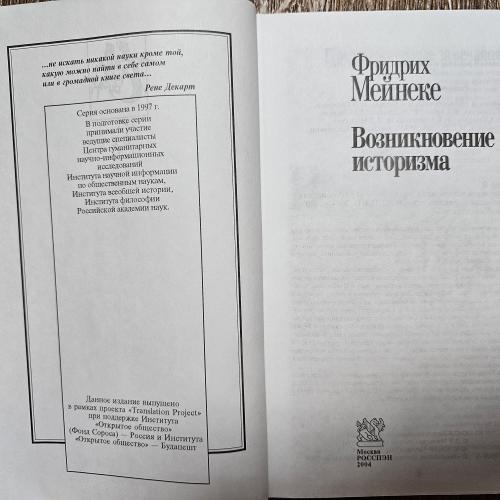 ...не искать никакой науки кроме той,
какую можно найти в себе самом
или в громадной книге света...
Рене Декарт
Серия основана в 1997 г.
В подготовке серии
принимали участие
ведущие специалисты
Центра гуманитарных
научно-информационных
исследований
Института научной информации
по общественным наукам,
Института всеобщей истории,
Института философии
Российской академии наук.
Данное издание выпущено
в рамках проекта «Translation Project»
при поддержке Института
«Открытое общество»
(Фонд Сороса) — Россия и Института
«Открытое общество» — Будапешт
Фридрих
Мейнеке
Возникновение
историзма
Москва
РОССПЭН
2004